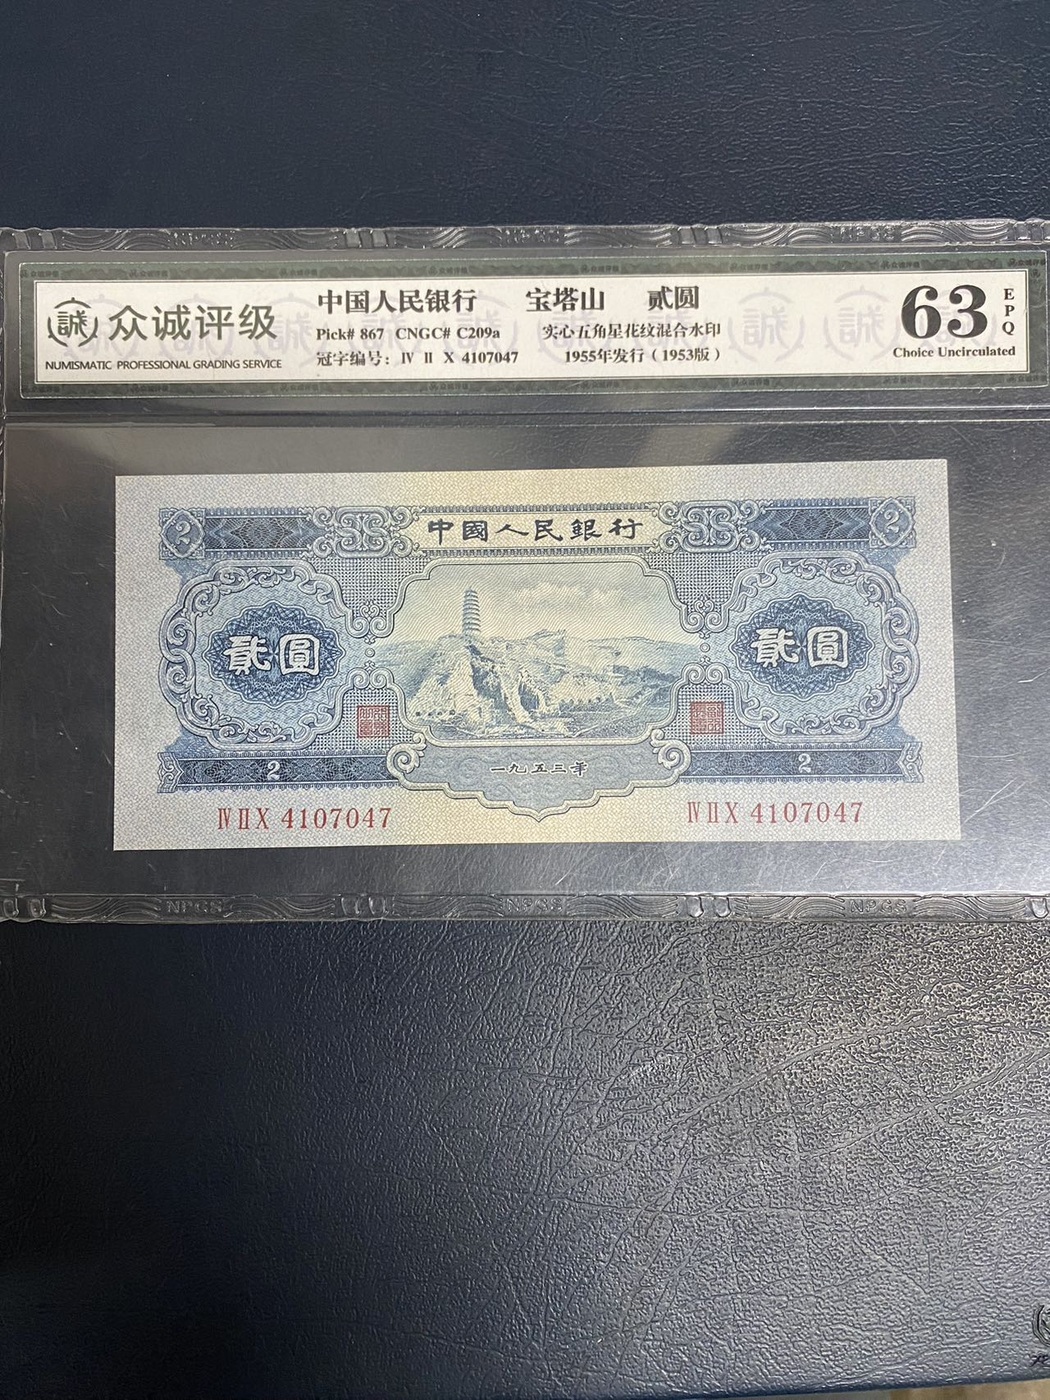 众诚评级
NUMISMATIC PROFESSIONAL GRADING SERVICE
中国人民银行 宝塔山 贰圆
Pick# 867 CNGC# C209a 实心五角星花纹混合水印
冠字编号： Ⅳ Ⅱ Ⅹ 4107047 1955年发行（1953版）
63
EPQ
Choice Uncirculated
2 中國人民銀行 2
貳圓 貳圓
2 一九五三年 2
ⅣⅡⅩ 4107047 ⅣⅡⅩ 4107047
NPGS NPGS NPGS